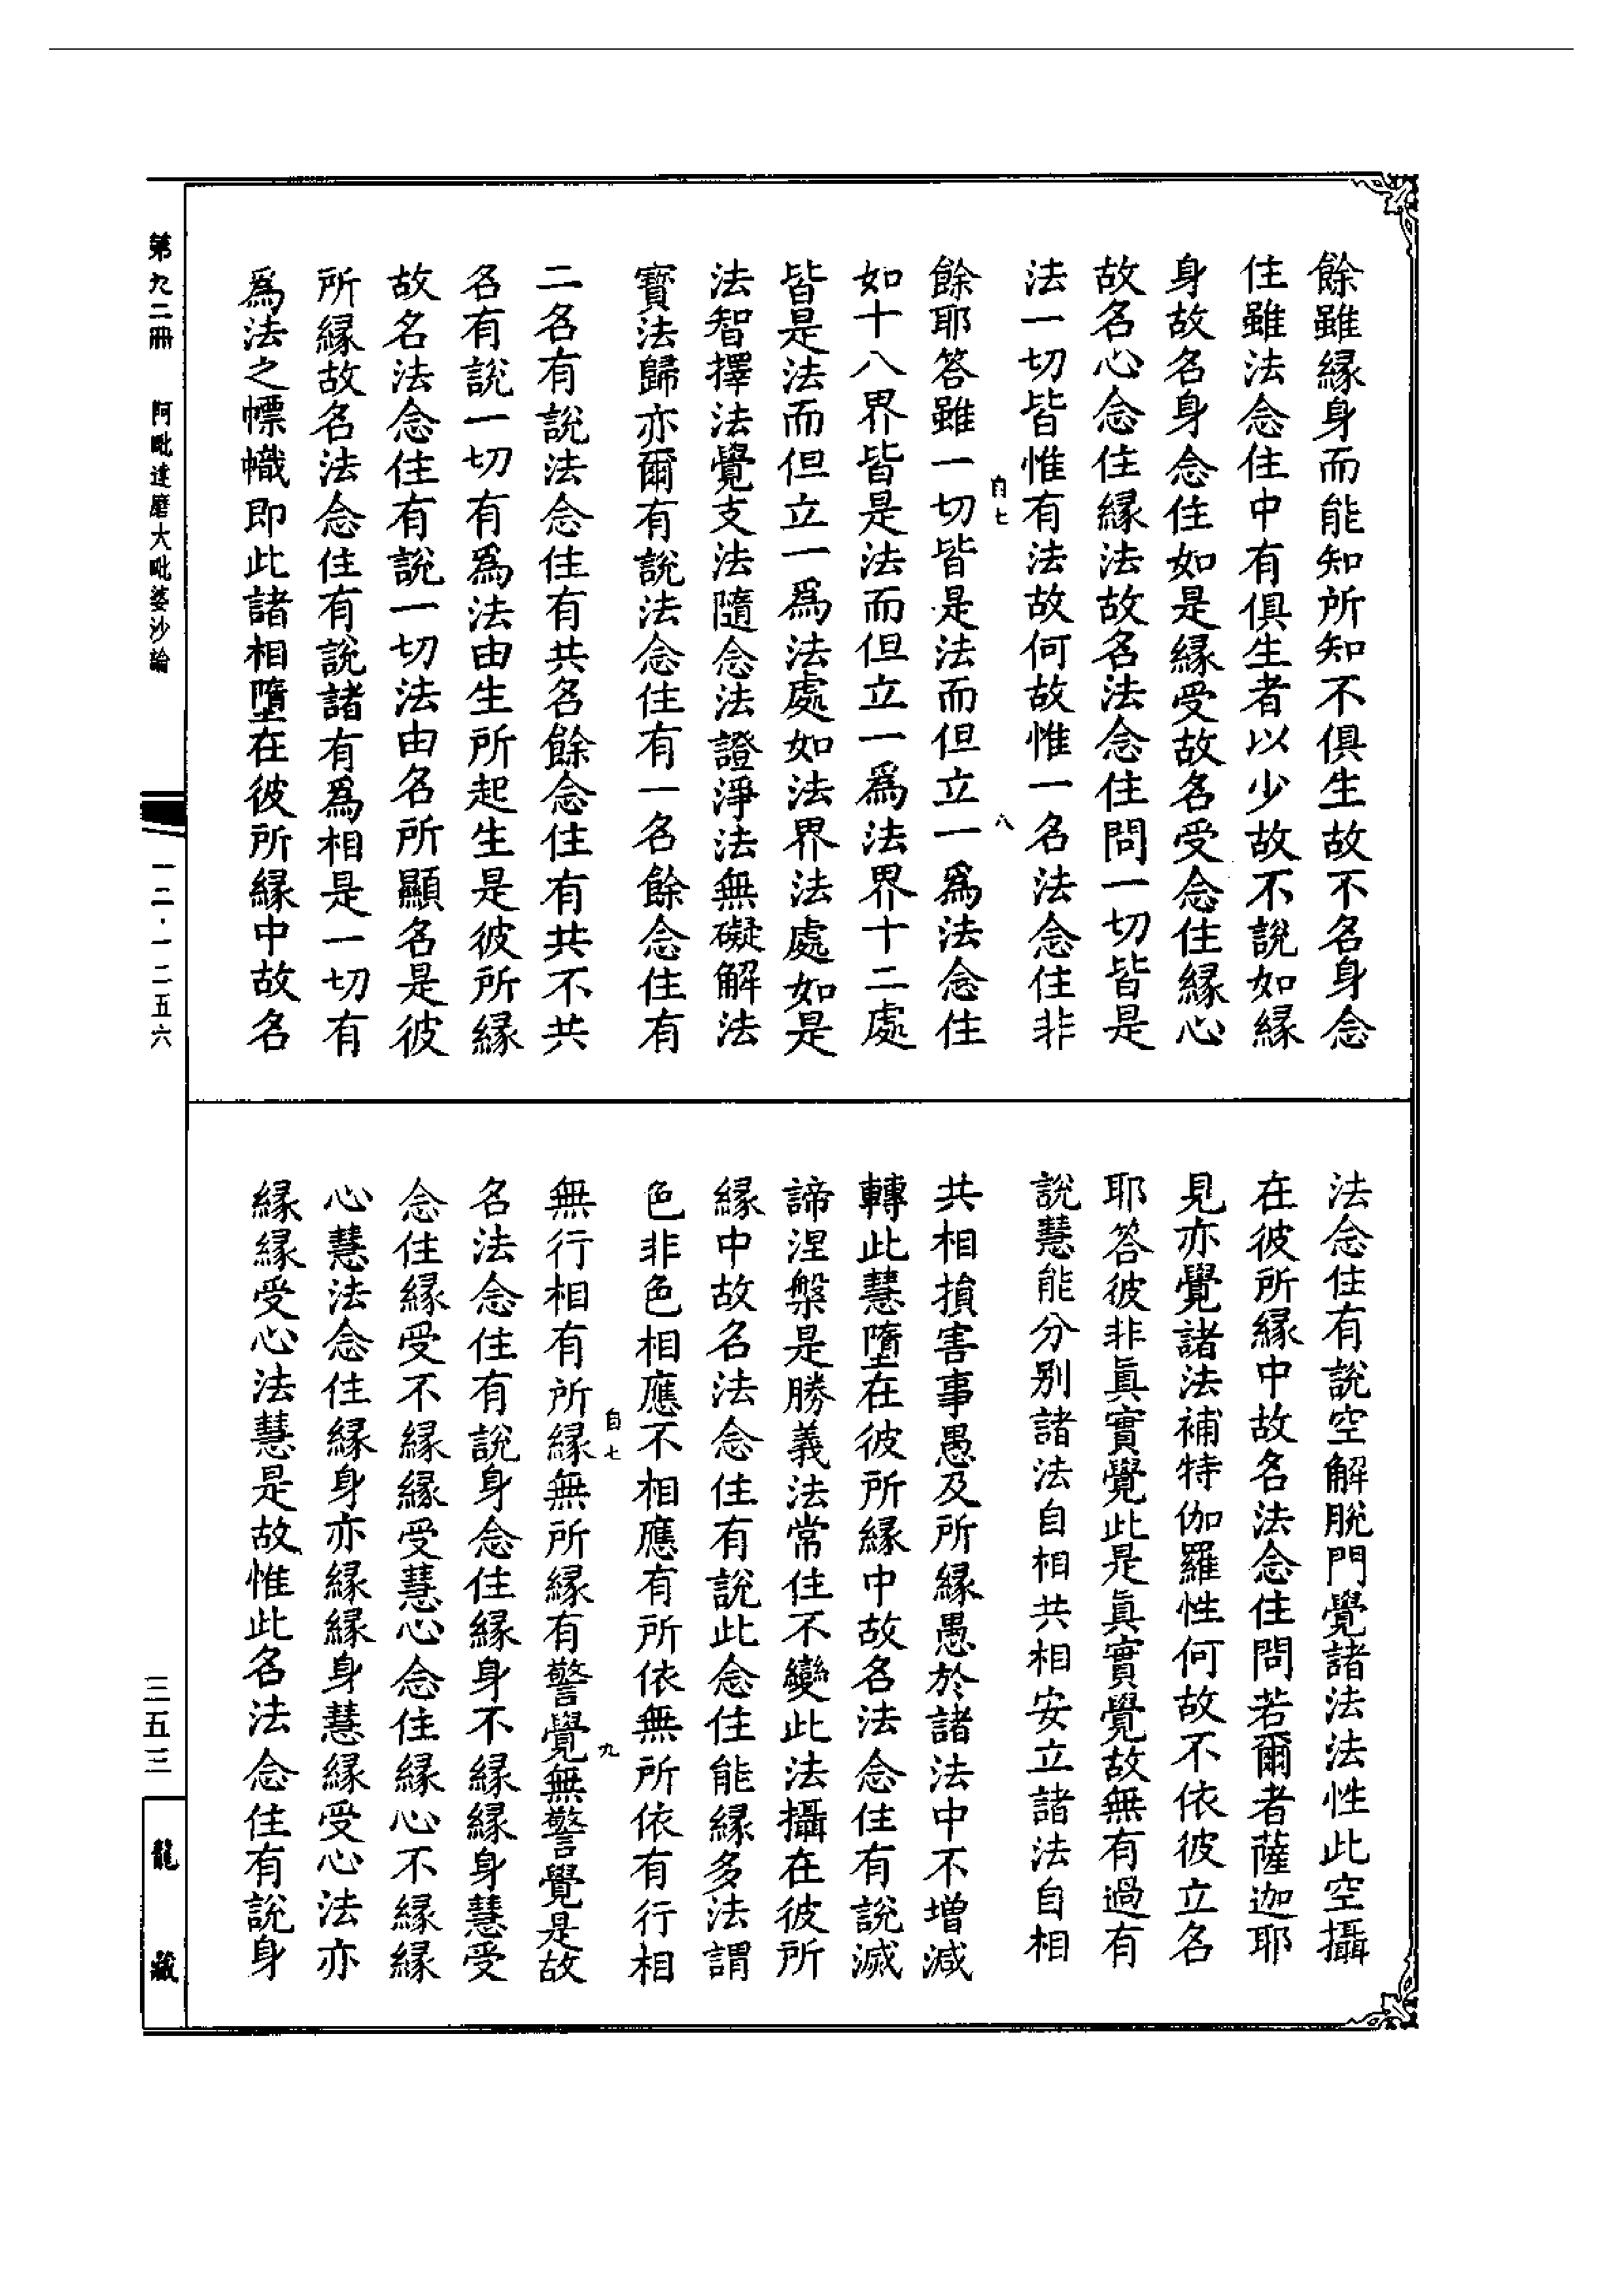 餘雖緣身而能知所知不俱生故不名身念
住雖法念住中有俱生者以少故不說如緣
身故名身念住如是緣受故名受念住緣心
故名心念住緣法故名法念住問一切皆是
法一切皆惟有法故何故惟一名法念住非
自七
八
餘耶答雖一切皆是法而但立一爲法念住
如十八界皆是法而但立一爲法界十二處
皆是法而但立一爲法處如法界法處如是
法智擇法覺支法隨念法證淨法無礙解法
寶法歸亦爾有說法念住有一名餘念住有
二名有說法念住有共名餘念住有共不共
名有說一切有爲法由生所起生是彼所緣
故名法念住有說一切法由名所顯名是彼
所緣故名法念住有說諸有爲相是一切有
爲法之幖幟即此諸相墮在彼所緣中故名
法念住有說空解脫門覺諸法法性此空攝
在彼所緣中故名法念住問若爾者薩迦耶
見亦覺諸法補特伽羅性何故不依彼立名
耶答彼非眞實覺此是眞實覺故無有過有
說慧能分別諸法自相共相安立諸法自相
共相損害事愚及所緣愚於諸法中不增減
轉此慧墮在彼所緣中故名法念住有說滅
諦涅槃是勝義法常住不變此法攝在彼所
緣中故名法念住有說此念住能緣多法謂
色非色相應不相應有所依無所依有行相
自七
九
無行相有所緣無所緣有警覺無警覺是故
名法念住有說身念住緣身不緣緣身慧受
念住緣受不緣緣受慧心念住緣心不緣緣
心慧法念住緣身亦緣緣身慧緣受心法亦
緣緣受心法慧是故惟此名法念住有說身
第九二冊 阿毗達磨大毗婆沙論
一二·一二五六
三五三
龍藏